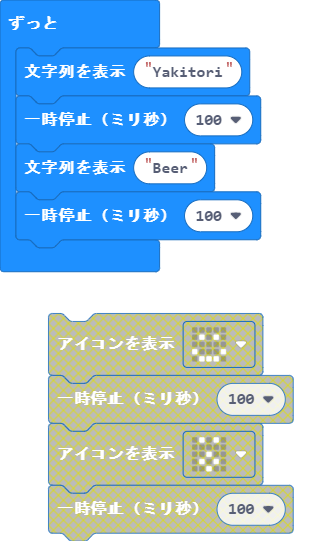 ずっと
文字列を表示 "Yakitori"
一時停止（ミリ秒） 100
文字列を表示 "Beer"
一時停止（ミリ秒） 100
アイコンを表示
一時停止（ミリ秒） 100
アイコンを表示
一時停止（ミリ秒） 100